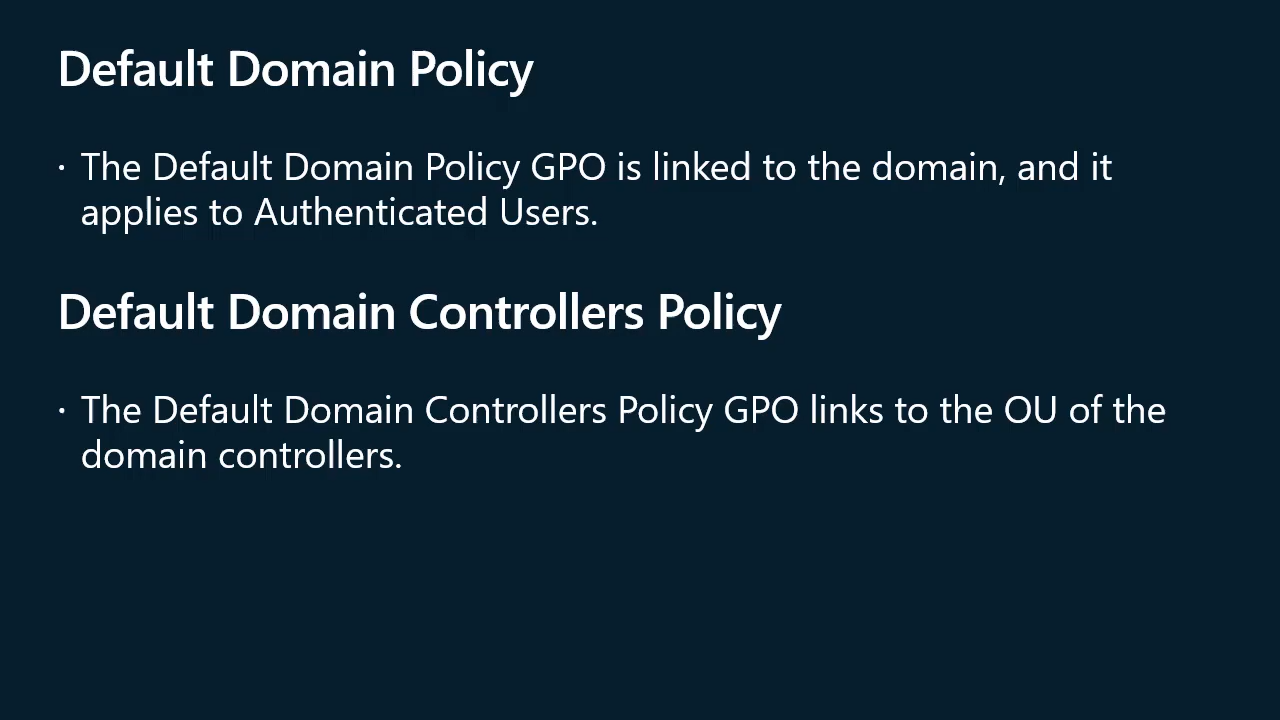 Default Domain Policy
· The Default Domain Policy GPO is linked to the domain, and it
applies to Authenticated Users.
Default Domain Controllers Policy
· The Default Domain Controllers Policy GPO links to the OU of the
domain controllers.